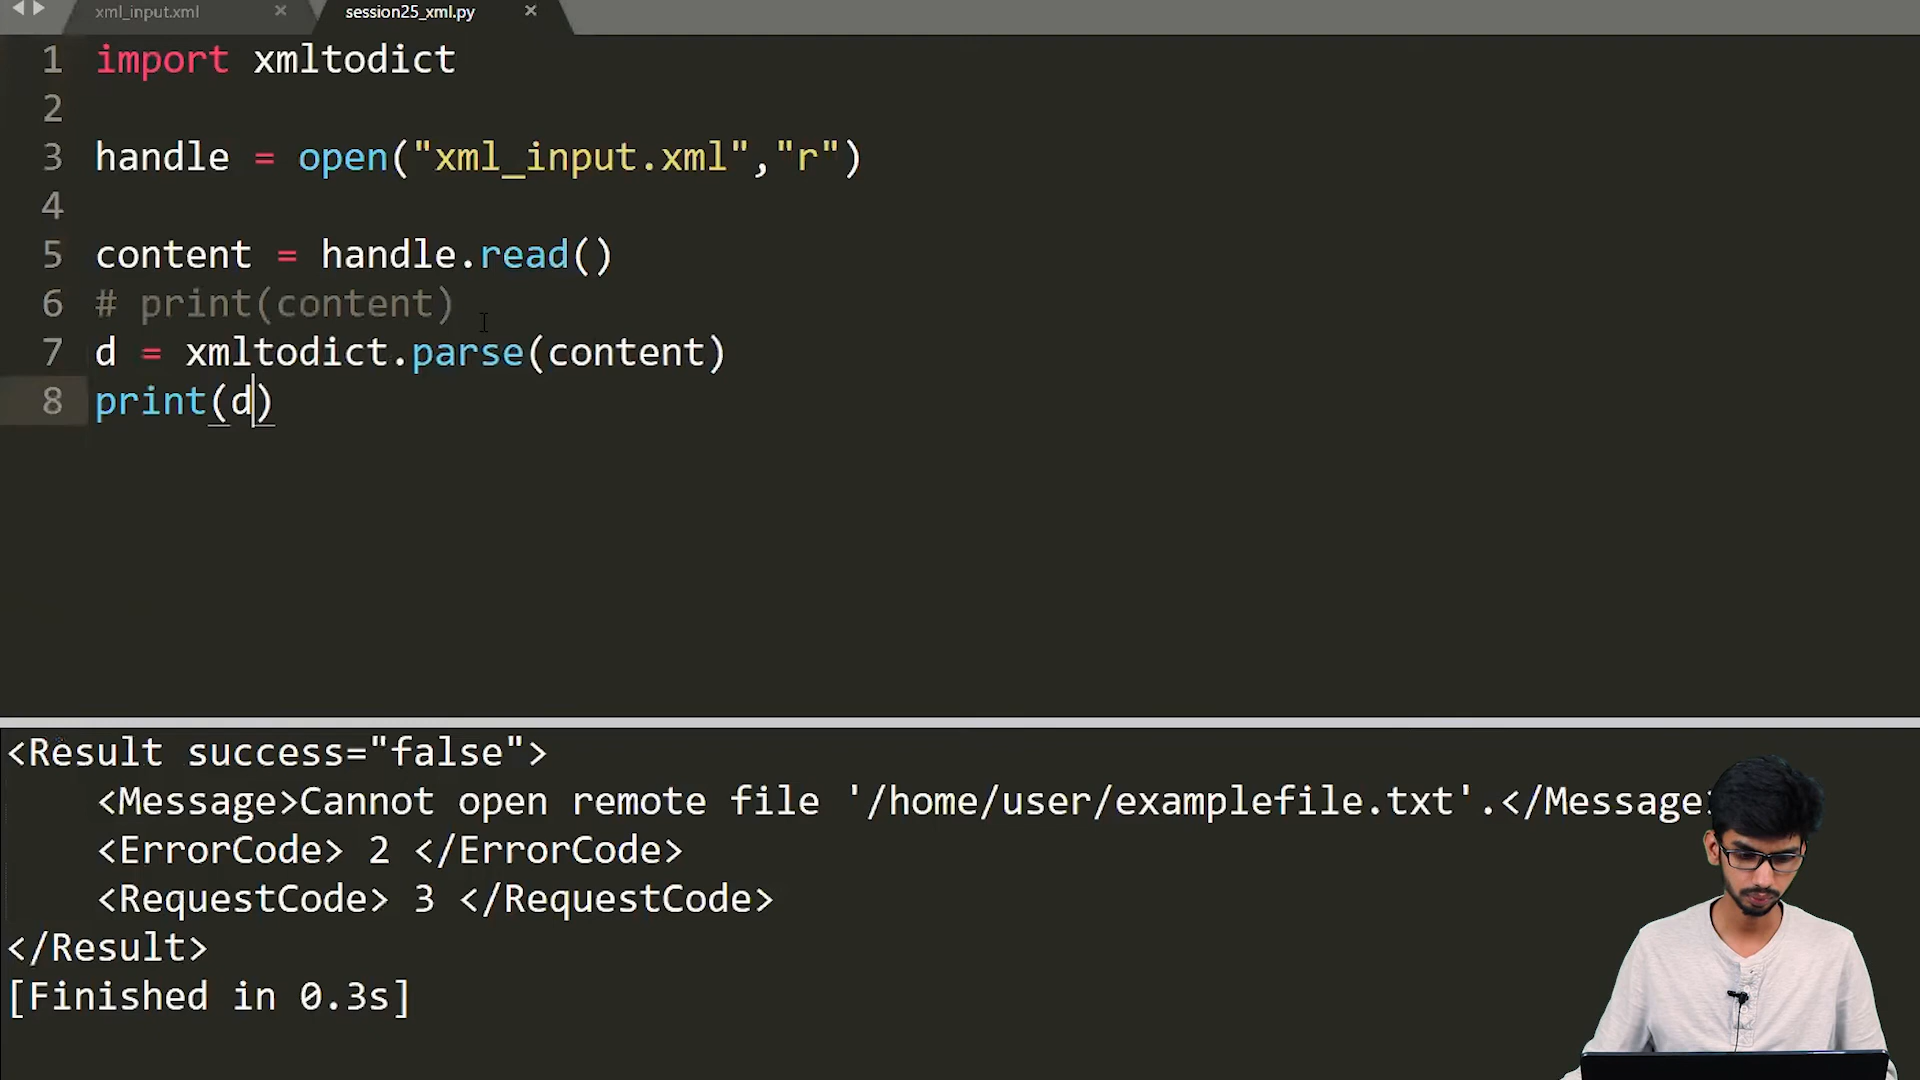 xml_input.xml × session25_xml.py ×
1 import xmltodict
2
3 handle = open("xml_input.xml","r")
4
5 content = handle.read()
6 # print(content)
7 d = xmltodict.parse(content)
8 print(d)
<Result success="false">
<Message>Cannot open remote file '/home/user/examplefile.txt'.</Message>
<ErrorCode> 2 </ErrorCode>
<RequestCode> 3 </RequestCode>
</Result>
[Finished in 0.3s]